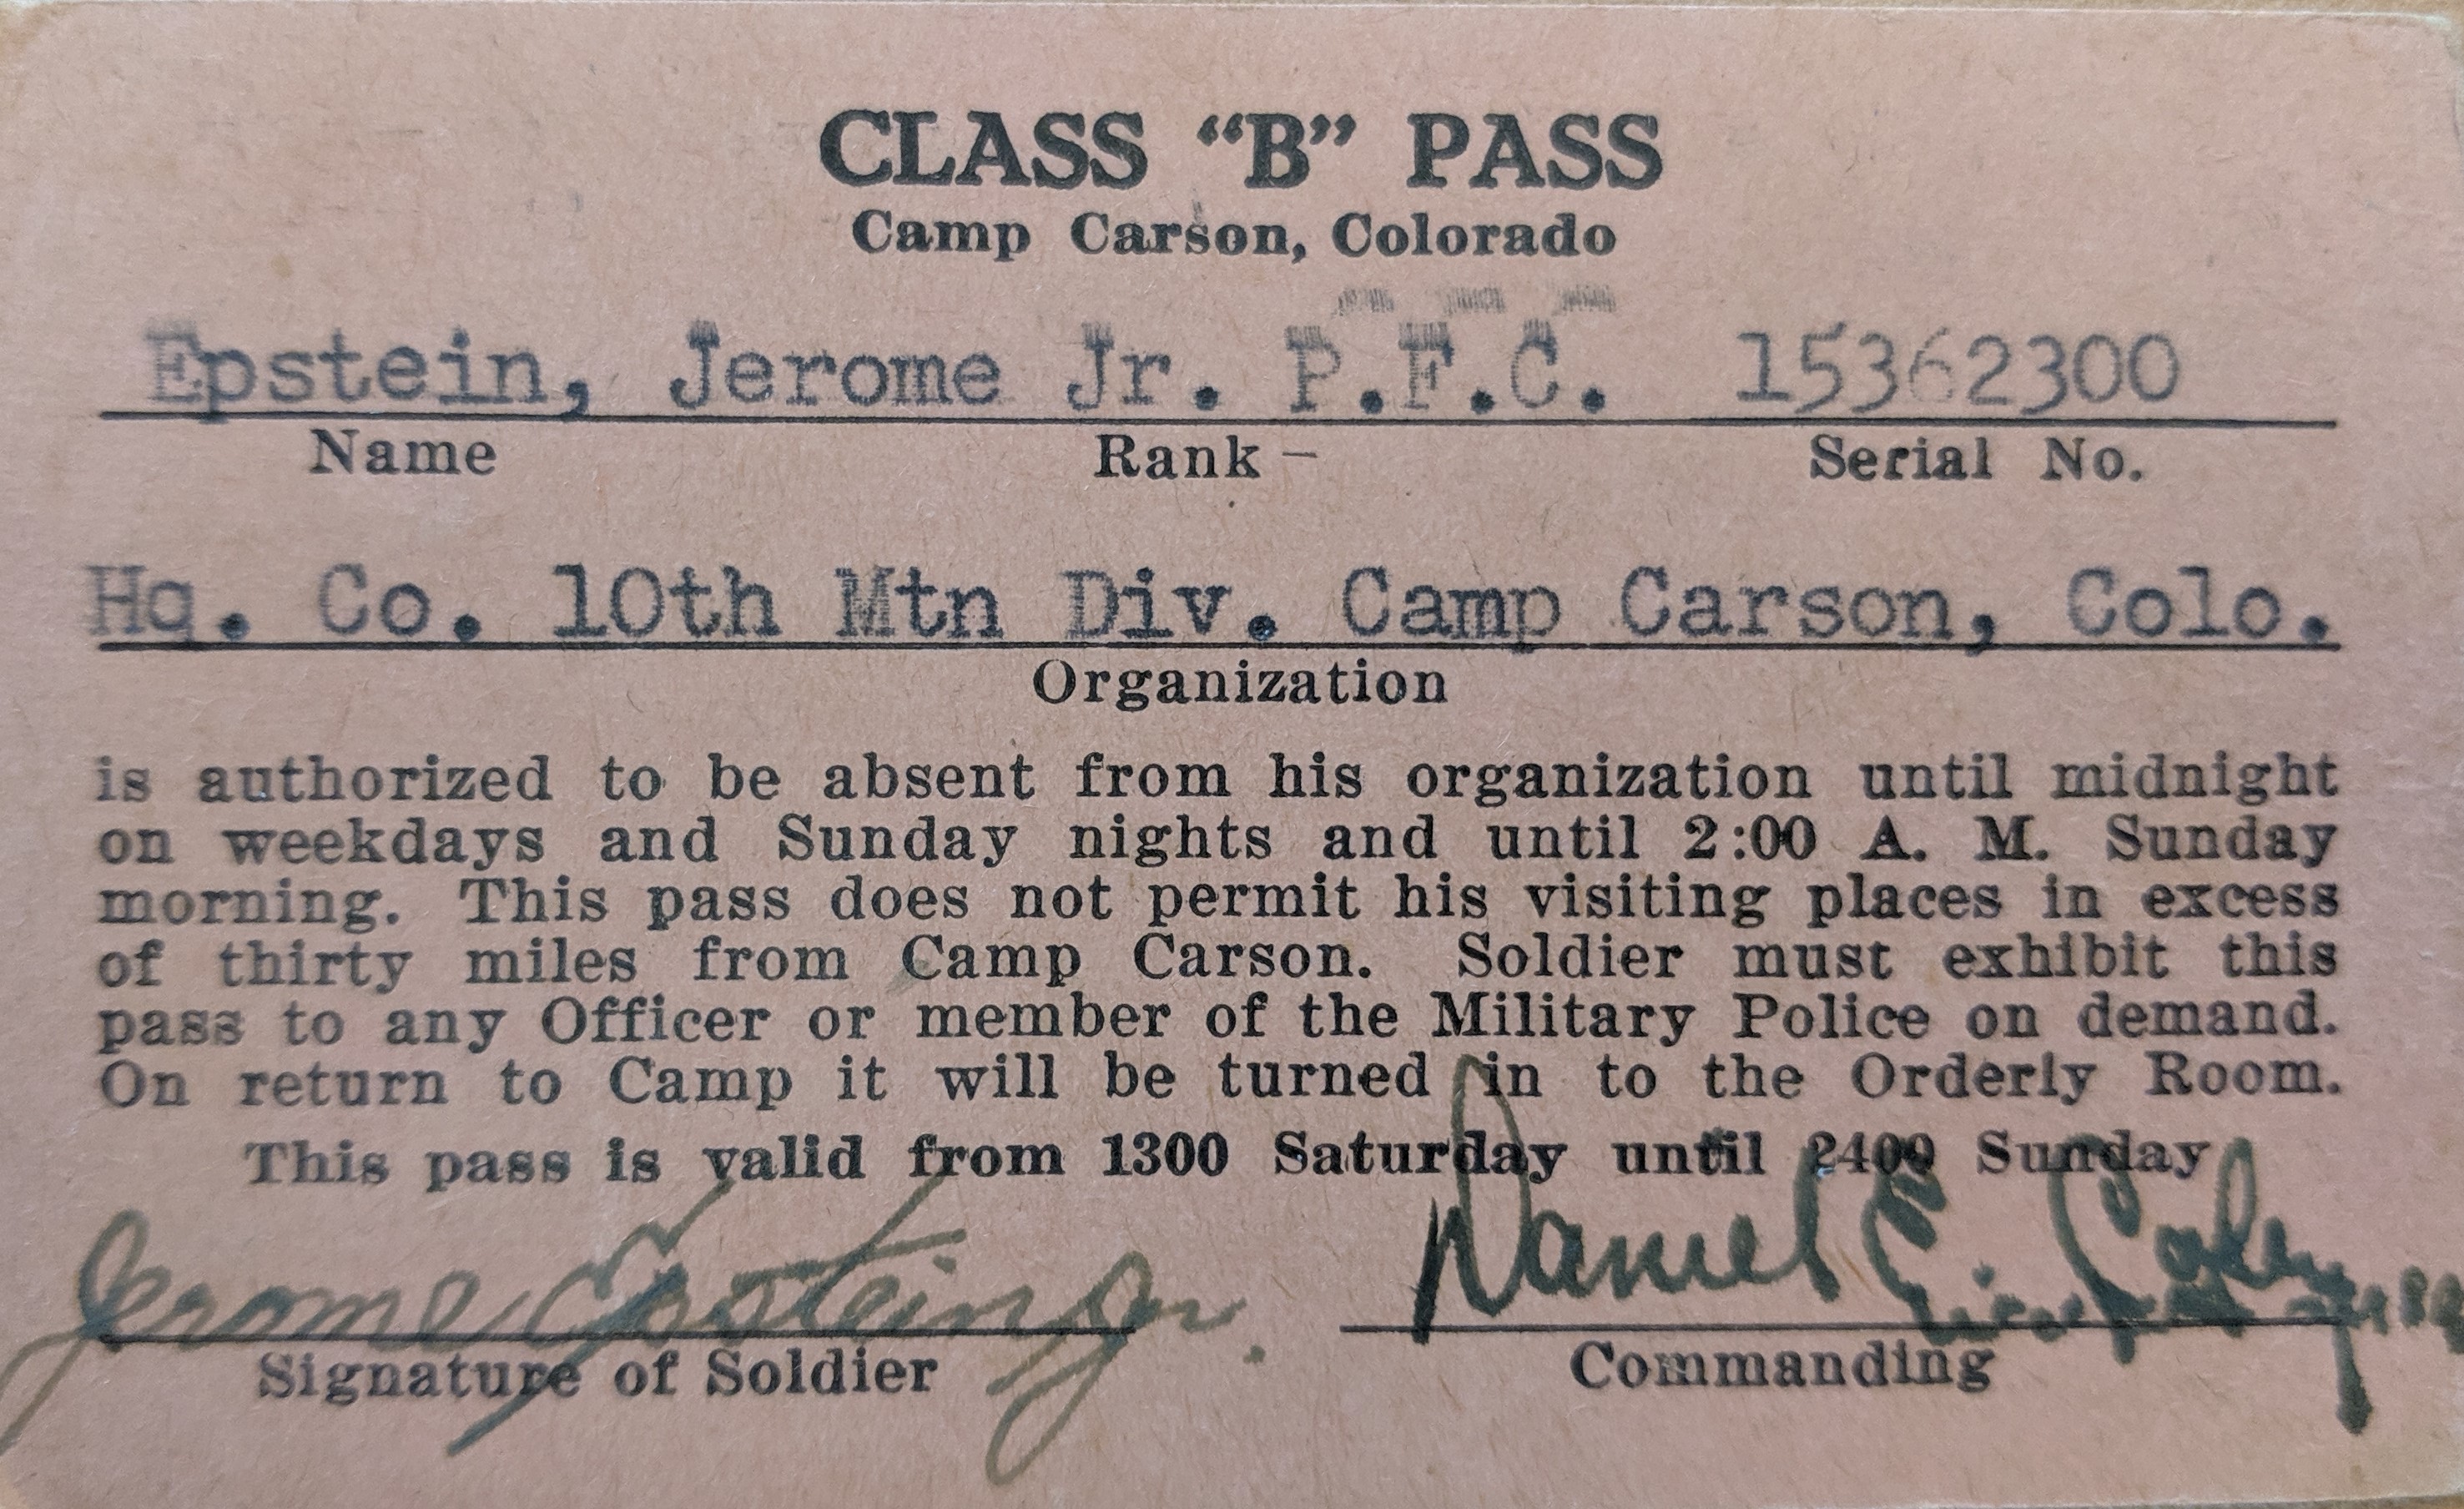 CLASS “B” PASS
Camp Carson, Colorado
Epstein, Jerome Jr. P.F.C. 15362300
Name Rank – Serial No.
Hq. Co. 10th Mtn Div. Camp Carson, Colo.
Organization
is authorized to be absent from his organization until midnight
on weekdays and Sunday nights and until 2:00 A. M. Sunday
morning. This pass does not permit his visiting places in excess
of thirty miles from Camp Carson. Soldier must exhibit this
pass to any Officer or member of the Military Police on demand.
On return to Camp it will be turned in to the Orderly Room.
This pass is valid from 1300 Saturday until 2400 Sunday
Jerome Epstein Jr. Daniel E.
Signature of Soldier Commanding